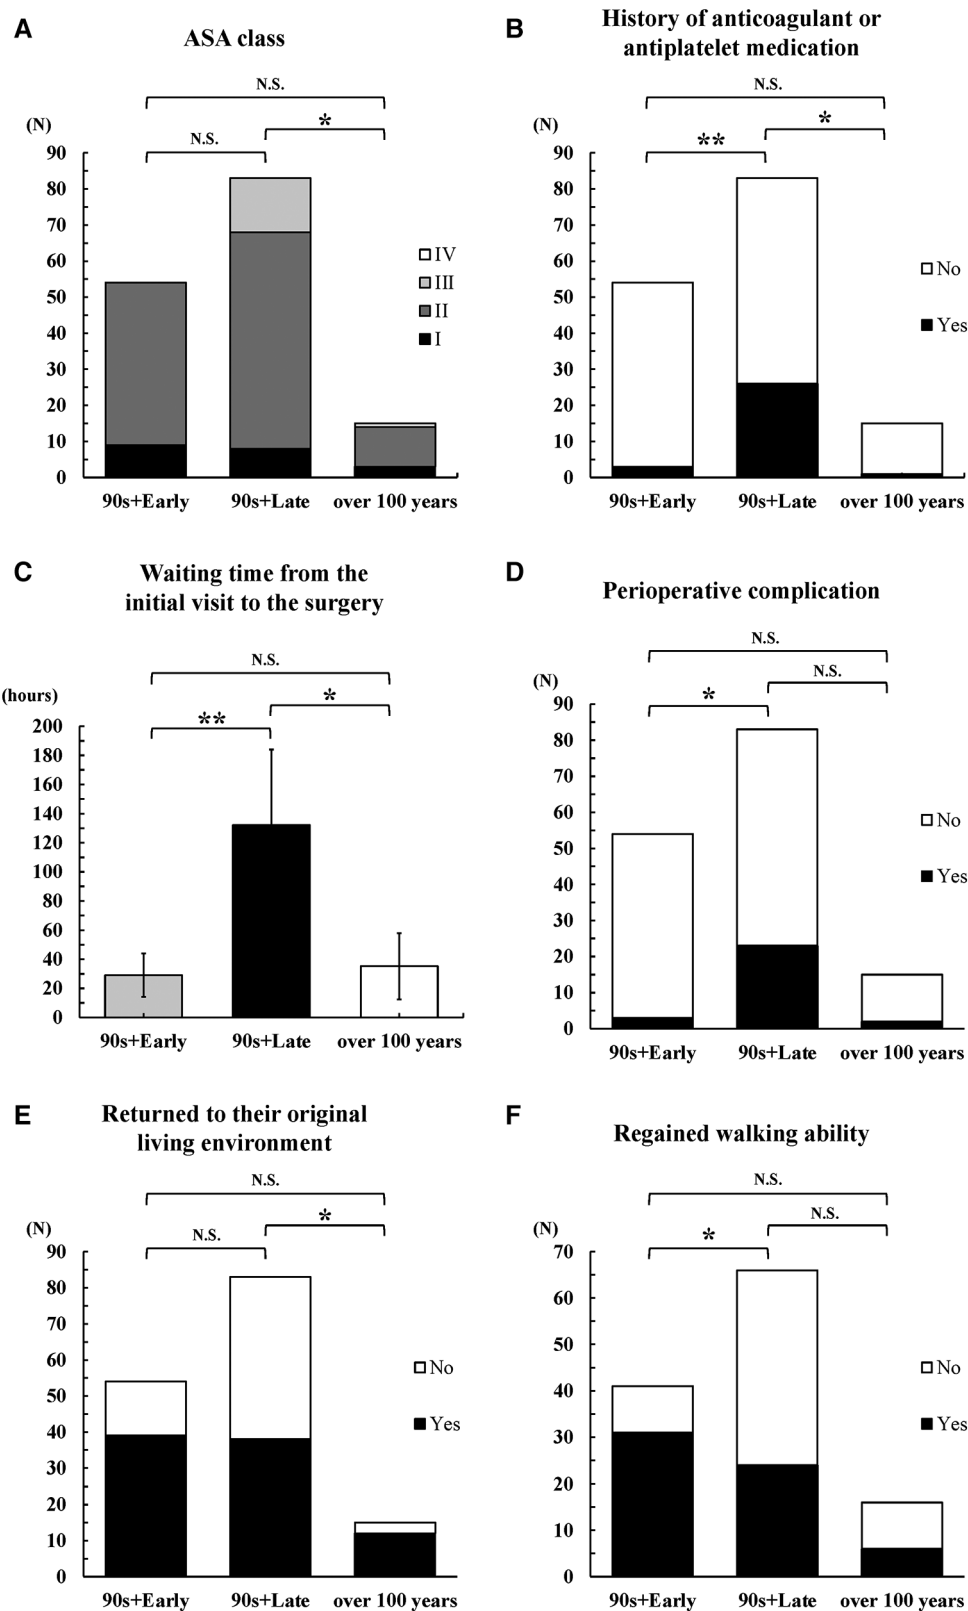 A
ASA class
N.S.
(N)
N.S.
*
90
80
70
60
50
40
30
20
10
0
IV
III
II
I
90s+Early 90s+Late over 100 years
B
History of anticoagulant or
antiplatelet medication
N.S.
(N)
**
*
90
80
70
60
50
40
30
20
10
0
No
Yes
90s+Early 90s+Late over 100 years
C
Waiting time from the
initial visit to the surgery
N.S.
(hours)
**
*
200
180
160
140
120
100
80
60
40
20
0
90s+Early 90s+Late over 100 years
D
Perioperative complication
N.S.
(N)
*
N.S.
90
80
70
60
50
40
30
20
10
0
No
Yes
90s+Early 90s+Late over 100 years
E
Returned to their original
living environment
N.S.
(N)
N.S.
*
90
80
70
60
50
40
30
20
10
0
No
Yes
90s+Early 90s+Late over 100 years
F
Regained walking ability
N.S.
(N)
*
N.S.
70
60
50
40
30
20
10
0
No
Yes
90s+Early 90s+Late over 100 years